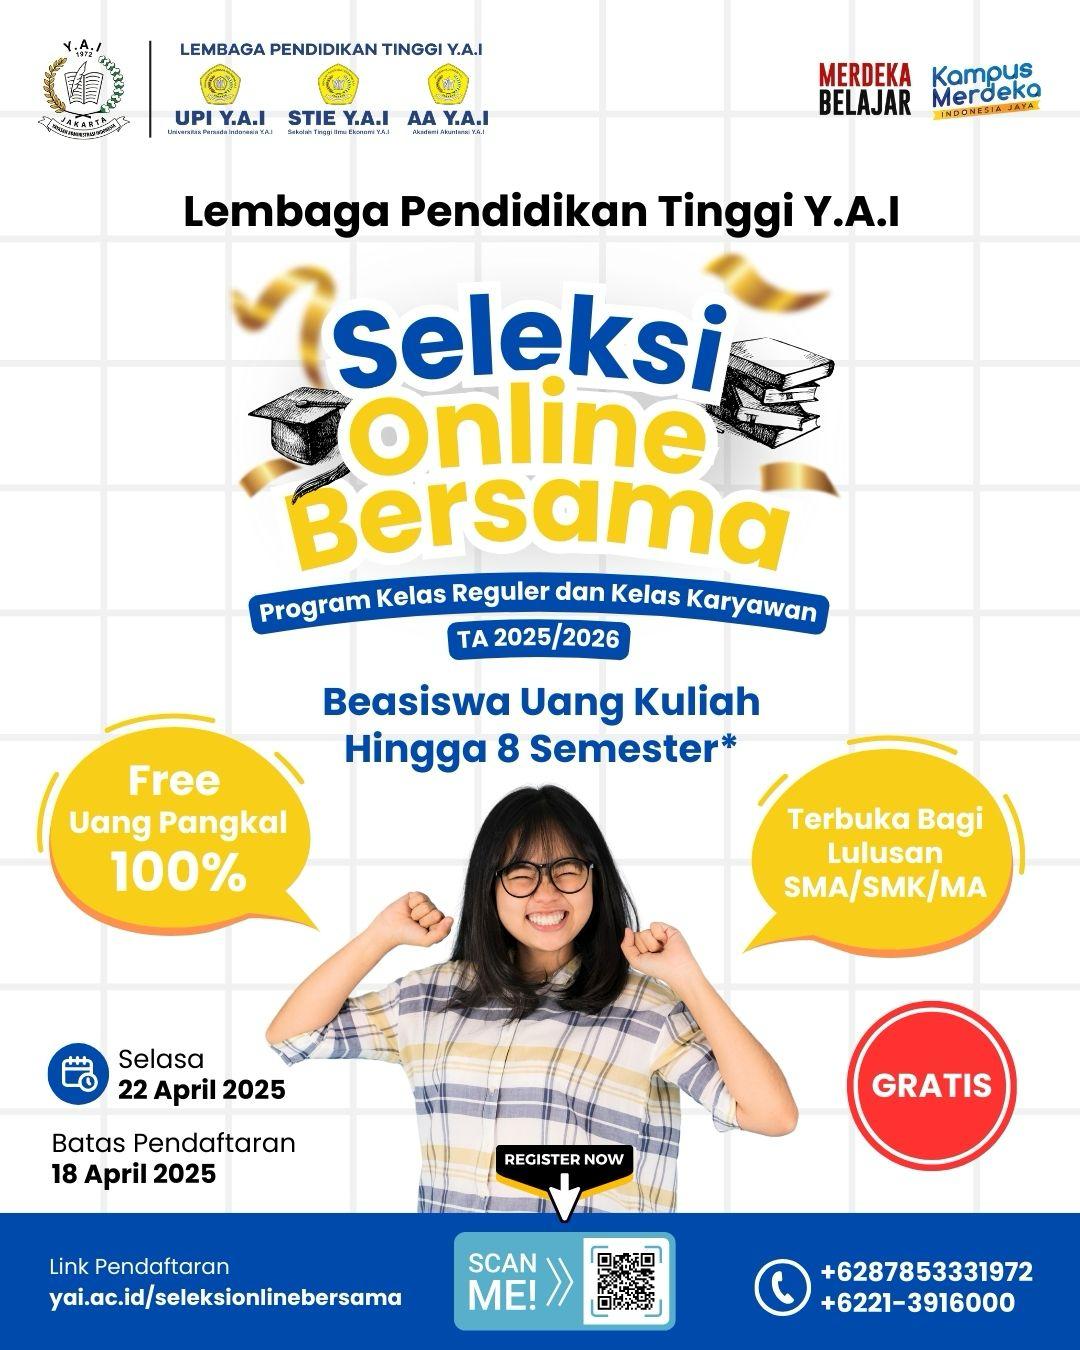 Y.A.I
1972
JAKARTA
LEMBAGA PENDIDIKAN TINGGI Y.A.I
UPI Y.A.I
Universitas Persada Indonesia Y.A.I
STIE Y.A.I
Sekolah Tinggi Ilmu Ekonomi Y.A.I
AA Y.A.I
Akademi Akuntansi Y.A.I
MERDEKA
BELAJAR
Kampus
Merdeka
INDONESIA JAYA
Lembaga Pendidikan Tinggi Y.A.I
Seleksi
Online
Bersama
Program Kelas Reguler dan Kelas Karyawan
TA 2025/2026
Beasiswa Uang Kuliah
Hingga 8 Semester*
Free
Uang Pangkal
100%
Terbuka Bagi
Lulusan
SMA/SMK/MA
Selasa
22 April 2025
Batas Pendaftaran
18 April 2025
GRATIS
REGISTER NOW
Link Pendaftaran
yai.ac.id/seleksionlinebersama
SCAN
ME!
+6287853331972
+6221-3916000